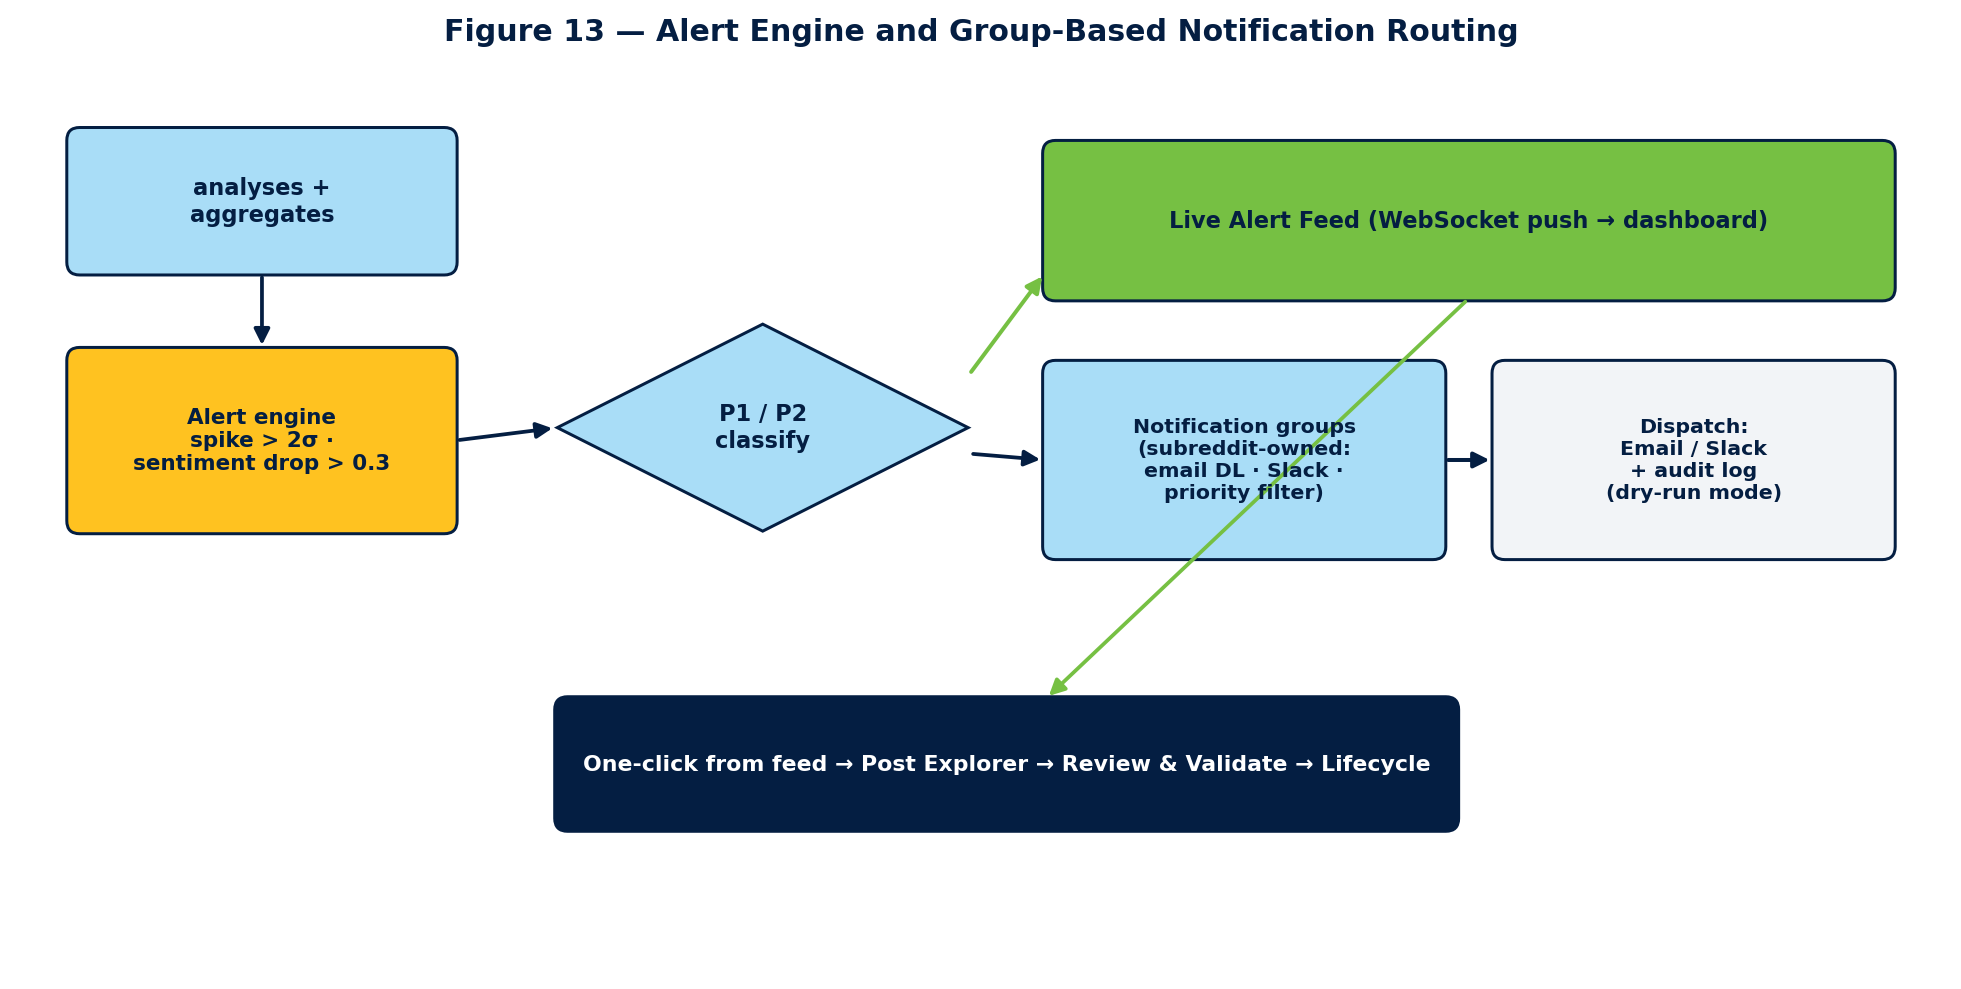 Figure 13 — Alert Engine and Group-Based Notification Routing
analyses +
aggregates
Live Alert Feed (WebSocket push → dashboard)
Alert engine
spike > 2σ ·
sentiment drop > 0.3
P1 / P2
classify
Notification groups
(subreddit-owned:
email DL · Slack ·
priority filter)
Dispatch:
Email / Slack
+ audit log
(dry-run mode)
One-click from feed → Post Explorer → Review & Validate → Lifecycle